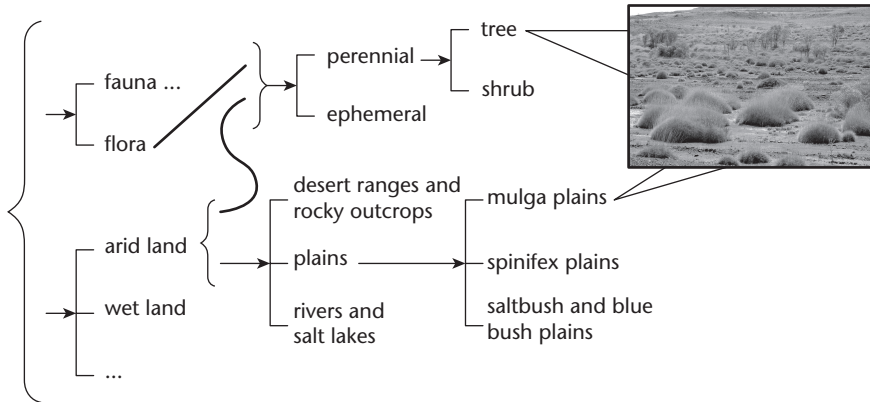 fauna ...
flora
perennial
ephemeral
tree
shrub
arid land
wet land
...
desert ranges and
rocky outcrops
plains
rivers and
salt lakes
mulga plains
spinifex plains
saltbush and blue
bush plains